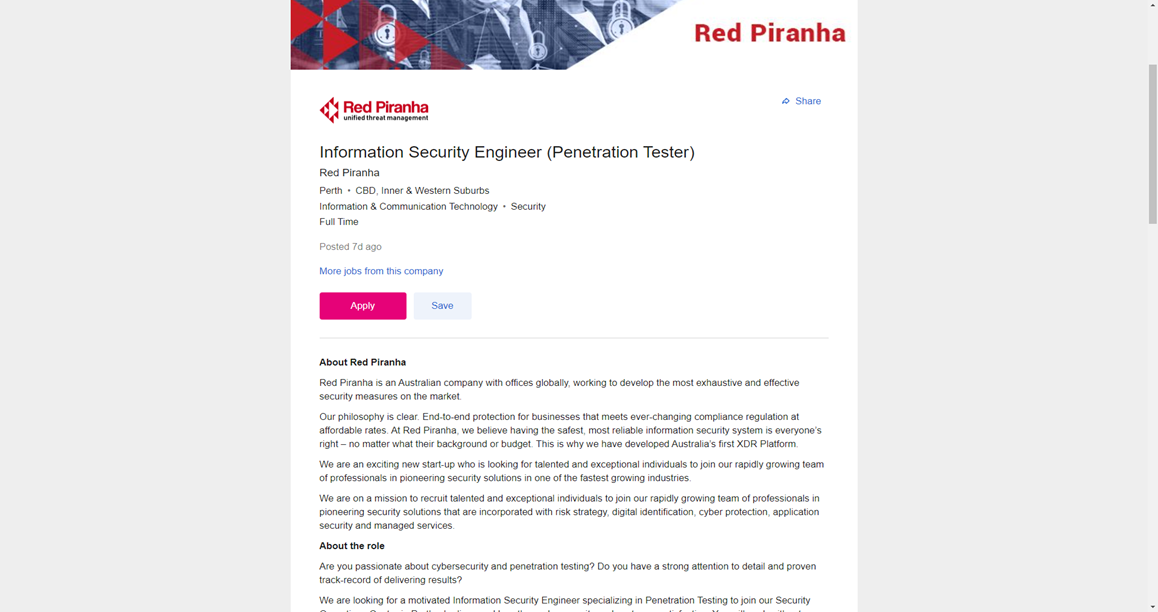 Red Piranha
Red Piranha
unified threat management
Share
Information Security Engineer (Penetration Tester)
Red Piranha
Perth • CBD, Inner & Western Suburbs
Information & Communication Technology • Security
Full Time
Posted 7d ago
More jobs from this company
Apply Save
About Red Piranha
Red Piranha is an Australian company with offices globally, working to develop the most exhaustive and effective
security measures on the market.
Our philosophy is clear. End-to-end protection for businesses that meets ever-changing compliance regulation at
affordable rates. At Red Piranha, we believe having the safest, most reliable information security system is everyone's
right – no matter what their background or budget. This is why we have developed Australia's first XDR Platform.
We are an exciting new start-up who is looking for talented and exceptional individuals to join our rapidly growing team
of professionals in pioneering security solutions in one of the fastest growing industries.
We are on a mission to recruit talented and exceptional individuals to join our rapidly growing team of professionals in
pioneering security solutions that are incorporated with risk strategy, digital identification, cyber protection, application
security and managed services.
About the role
Are you passionate about cybersecurity and penetration testing? Do you have a strong attention to detail and proven
track-record of delivering results?
We are looking for a motivated Information Security Engineer specializing in Penetration Testing to join our Security